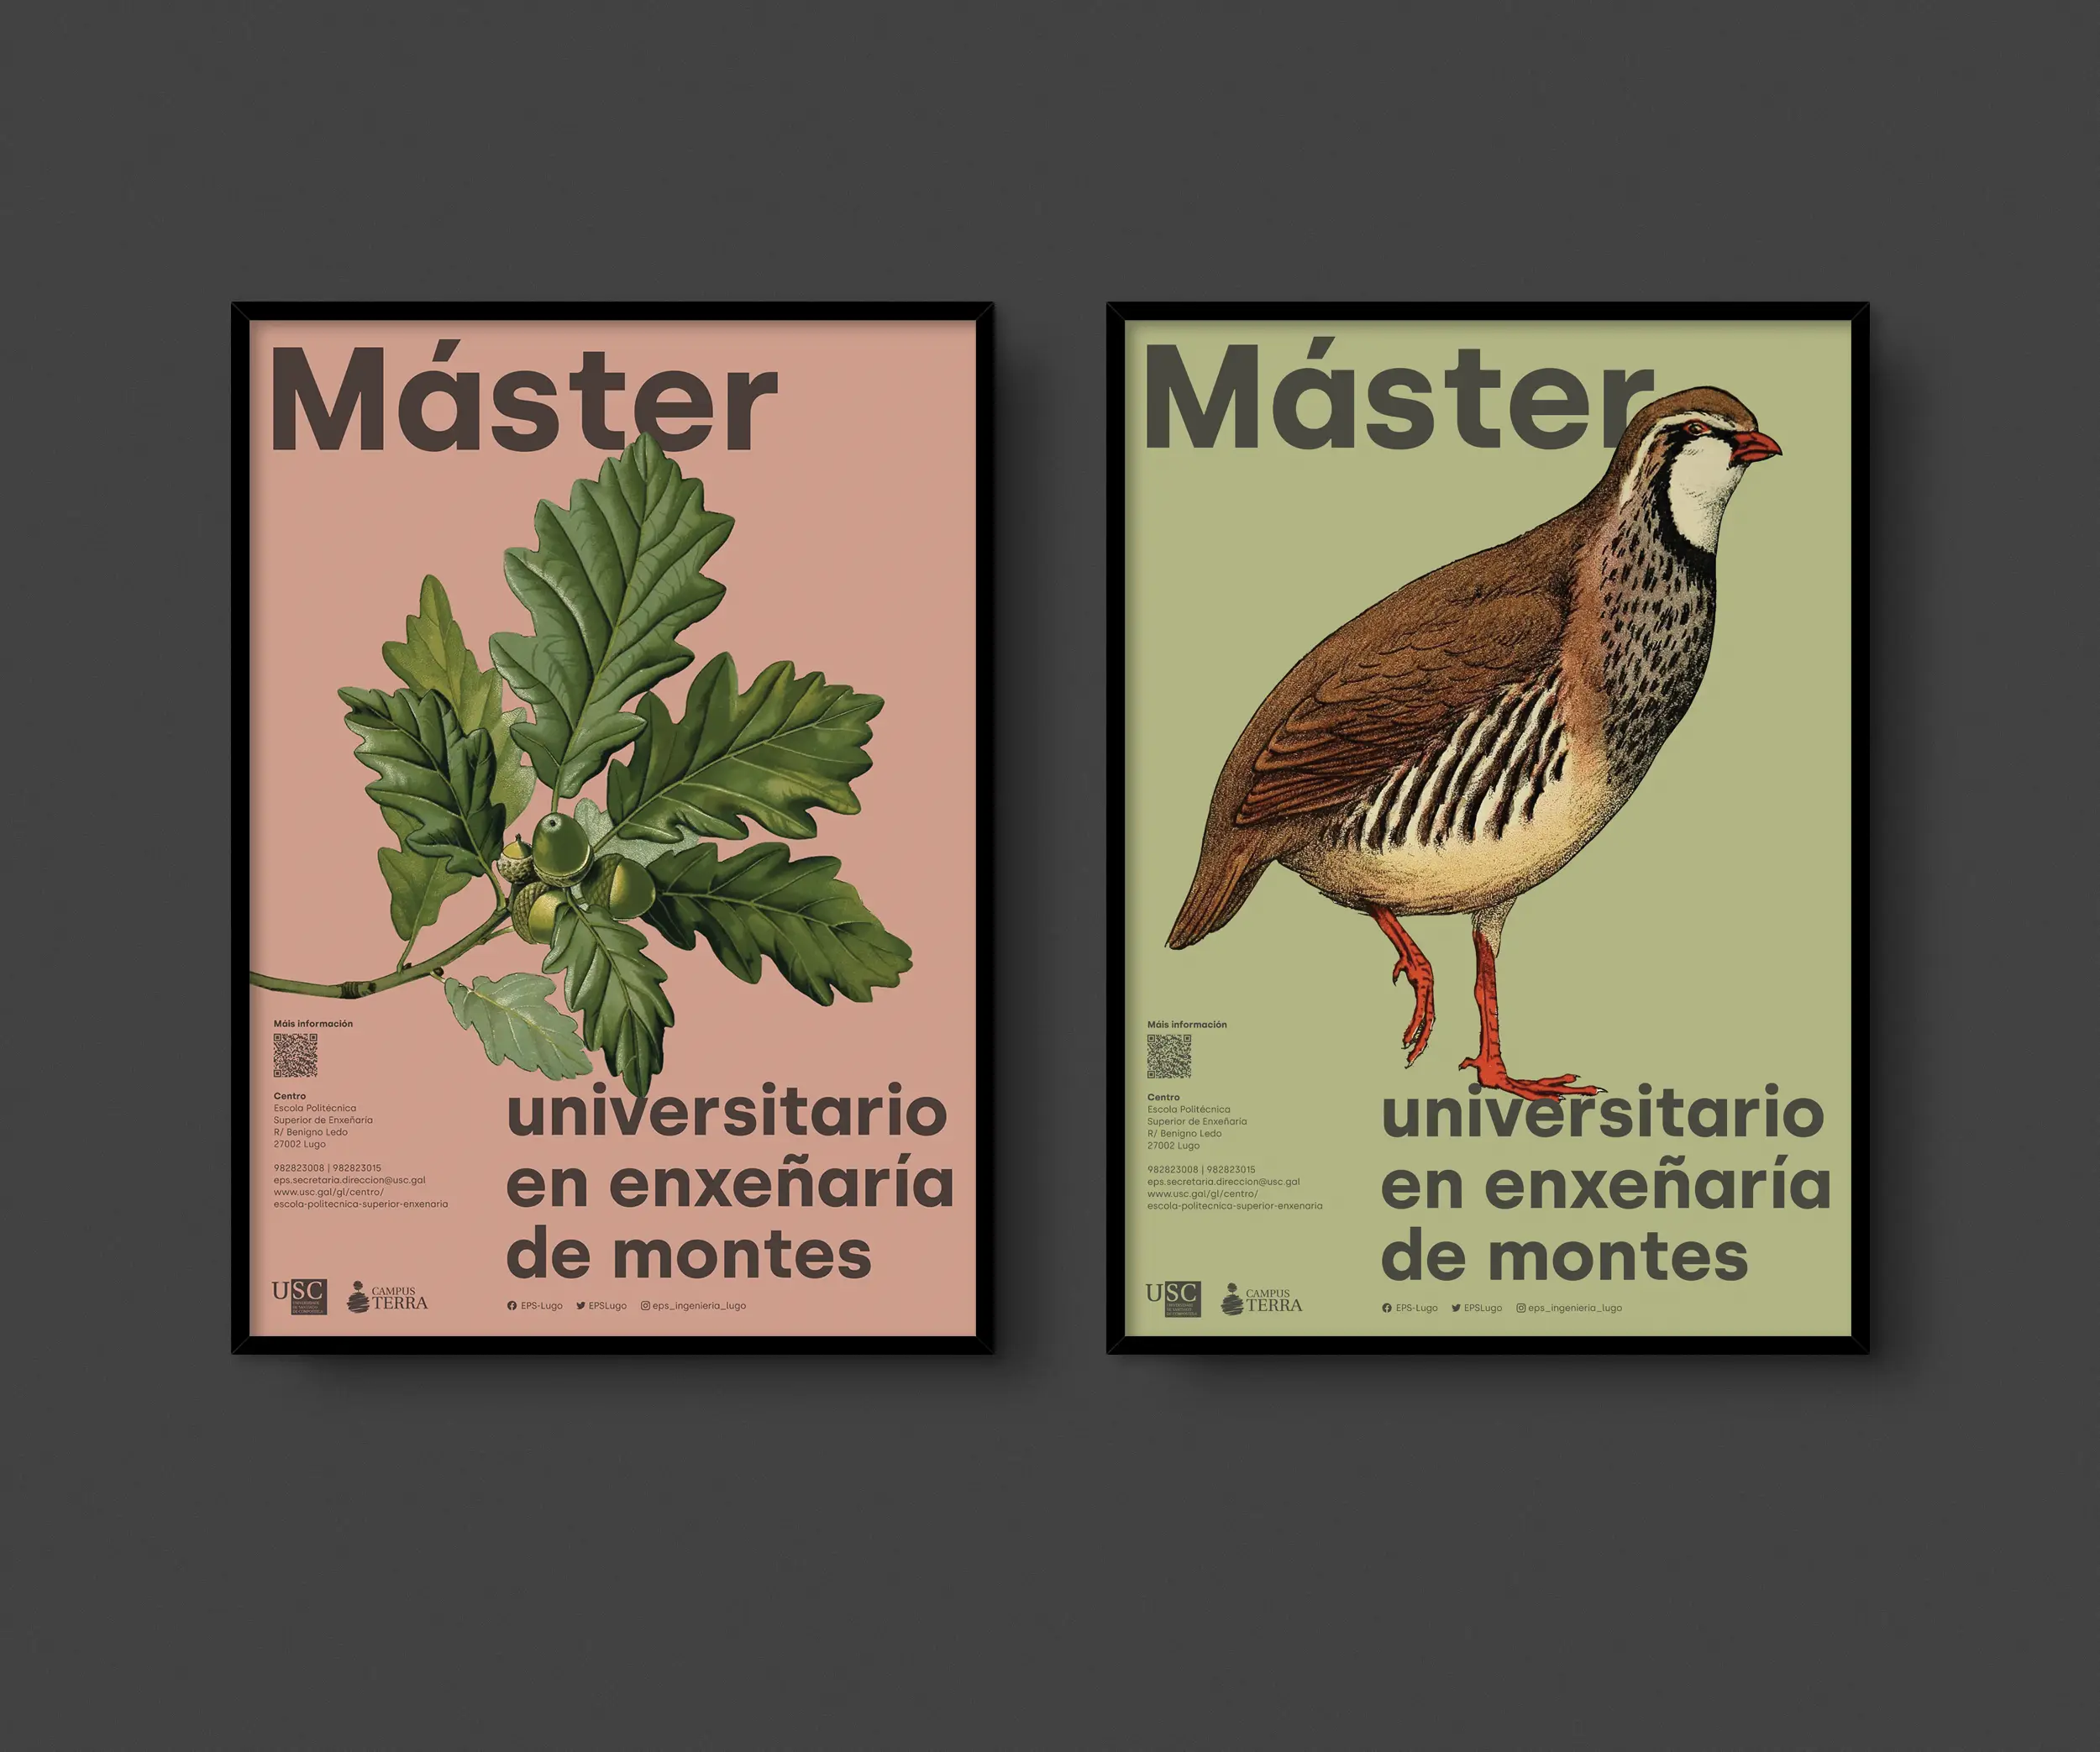 Máster
Máis información
Centro
Escola Politécnica
Superior de Enxeñaría
R/ Benigno Ledo
27002 Lugo
982823008 | 982823015
eps.secretaria.direccion@usc.gal
www.usc.gal/gl/centro/
escola-politecnica-superior-enxenaria
universitario
en enxeñaría
de montes
USC
CAMPUS
TERRA
EPS-Lugo EPSLugo eps_ingenieria_lugo
Máster
Máis información
Centro
Escola Politécnica
Superior de Enxeñaría
R/ Benigno Ledo
27002 Lugo
982823008 | 982823015
eps.secretaria.direccion@usc.gal
www.usc.gal/gl/centro/
escola-politecnica-superior-enxenaria
universitario
en enxeñaría
de montes
USC
CAMPUS
TERRA
EPS-Lugo EPSLugo eps_ingenieria_lugo